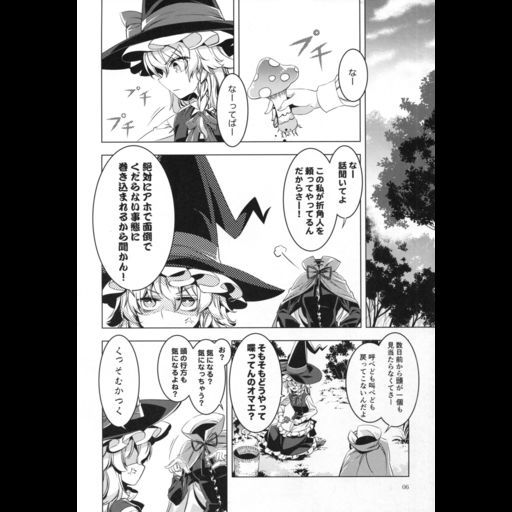 なー
プチ
なーってばー
プチ
プチ
なー
話聞いてよ
この私が折角人を
頼ってやってるん
だからさー！
絶対にアホで面倒で
くだらない事態に
巻き込まれるから聞かん！
数日前から頭が一個も
見当たらなくてさー
呼べども叫べども
戻ってこないんだよ
そもそもどうやって
喋ってんのオマエ？
お？
気になる？
気になっちゃう？
頭の行方も
気になるよね？
くっそむかつく
06